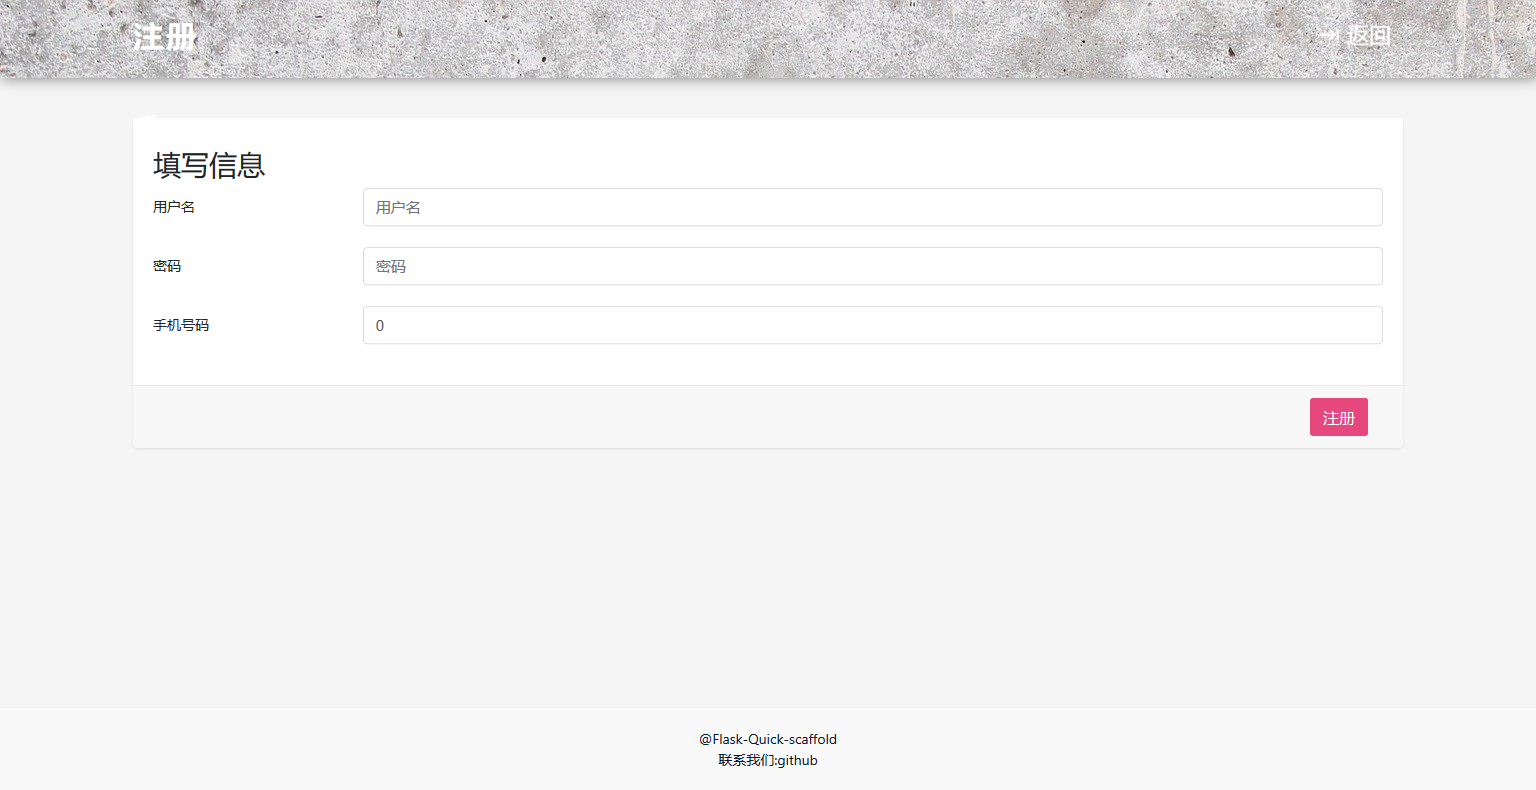 注册
返回
填写信息
用户名 用户名
密码 密码
手机号码 0
注册
@Flask-Quick-scaffold
联系我们:github